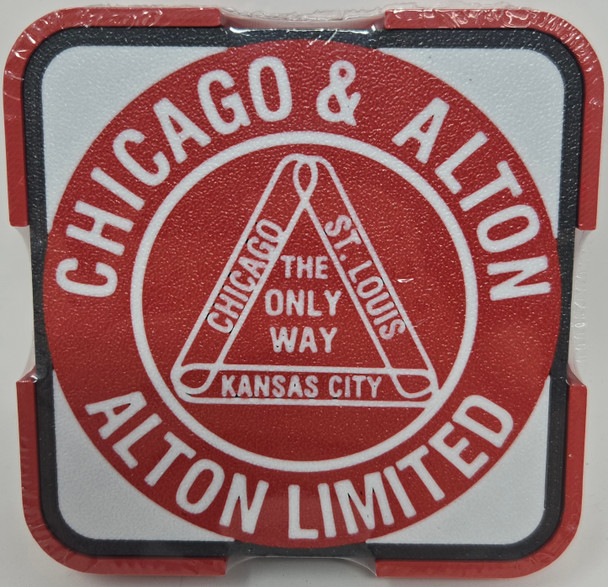 CHICAGO & ALTON
CHICAGO
ST. LOUIS
THE
ONLY
WAY
KANSAS CITY
ALTON LIMITED